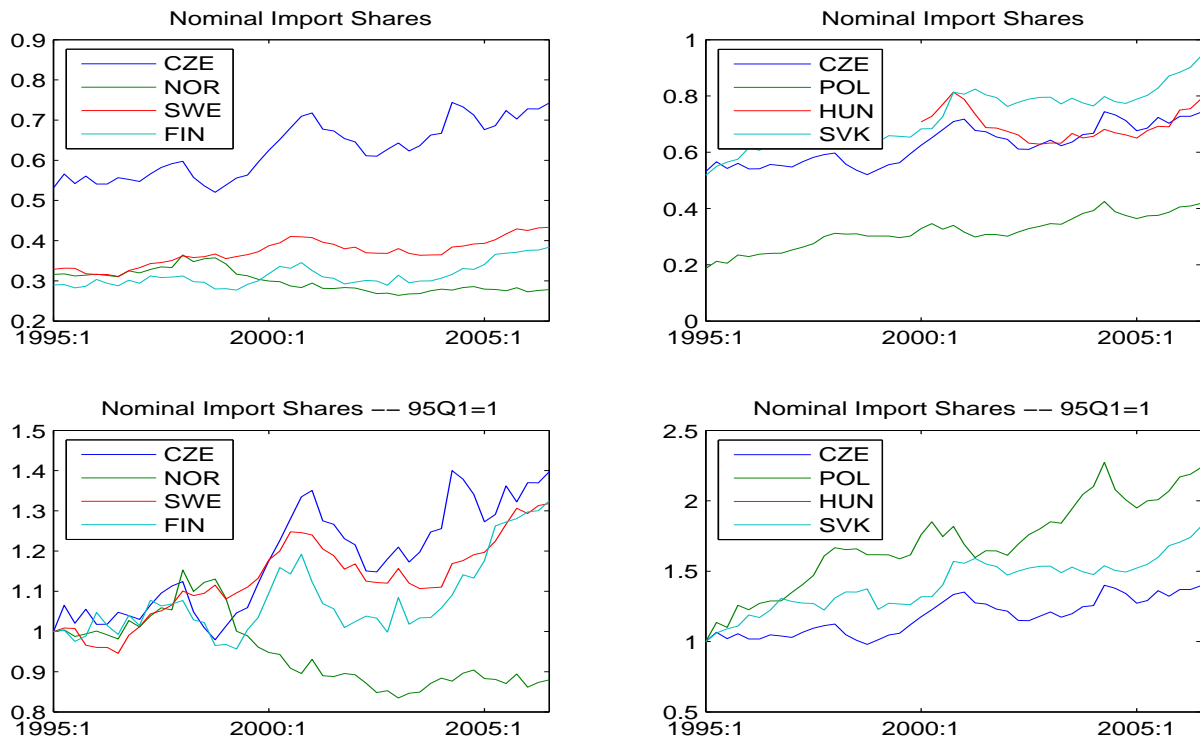 Nominal Import Shares
0.9
0.8
0.7
0.6
0.5
0.4
0.3
0.2
CZE
NOR
SWE
FIN
1995:1 2000:1 2005:1
Nominal Import Shares
1
0.8
0.6
0.4
0.2
0
CZE
POL
HUN
SVK
1995:1 2000:1 2005:1
Nominal Import Shares −− 95Q1=1
1.5
1.4
1.3
1.2
1.1
1
0.9
0.8
CZE
NOR
SWE
FIN
1995:1 2000:1 2005:1
Nominal Import Shares −− 95Q1=1
2.5
2
1.5
1
0.5
CZE
POL
HUN
SVK
1995:1 2000:1 2005:1